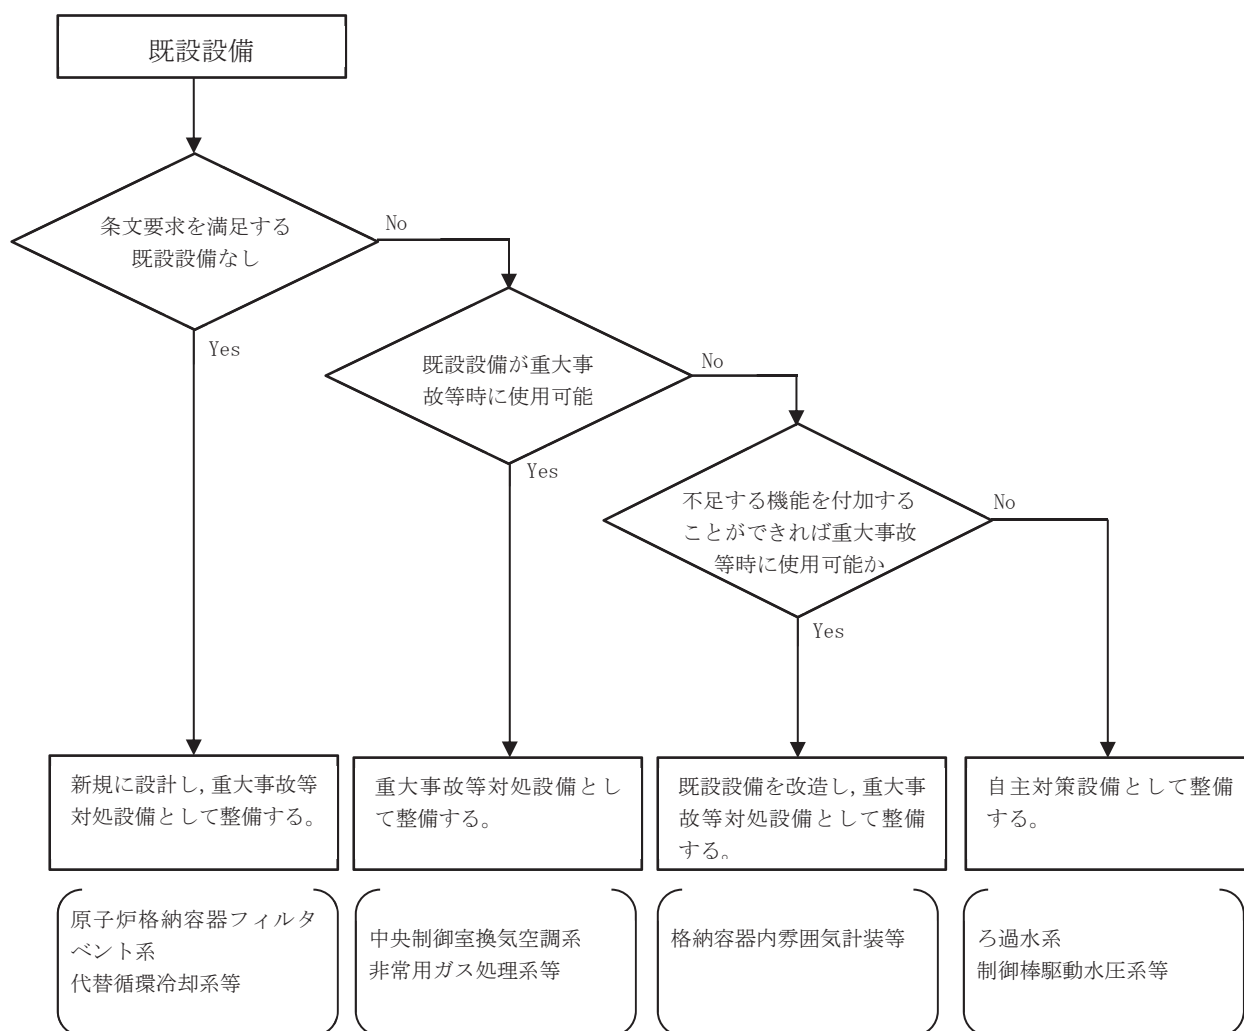 既設設備
条文要求を満足する
既設設備なし
No
Yes
既設設備が重大事
故等時に使用可能
No
Yes
不足する機能を付加する
ことができれば重大事故
等時に使用可能か
No
Yes
新規に設計し,重大事故等
対処設備として整備する。
重大事故等対処設備とし
て整備する。
既設設備を改造し,重大事
故等対処設備として整備
する。
自主対策設備として整備
する。
原子炉格納容器フィルタ
ベント系
代替循環冷却系等
中央制御室換気空調系
非常用ガス処理系等
格納容器内雰囲気計装等
ろ過水系
制御棒駆動水圧系等